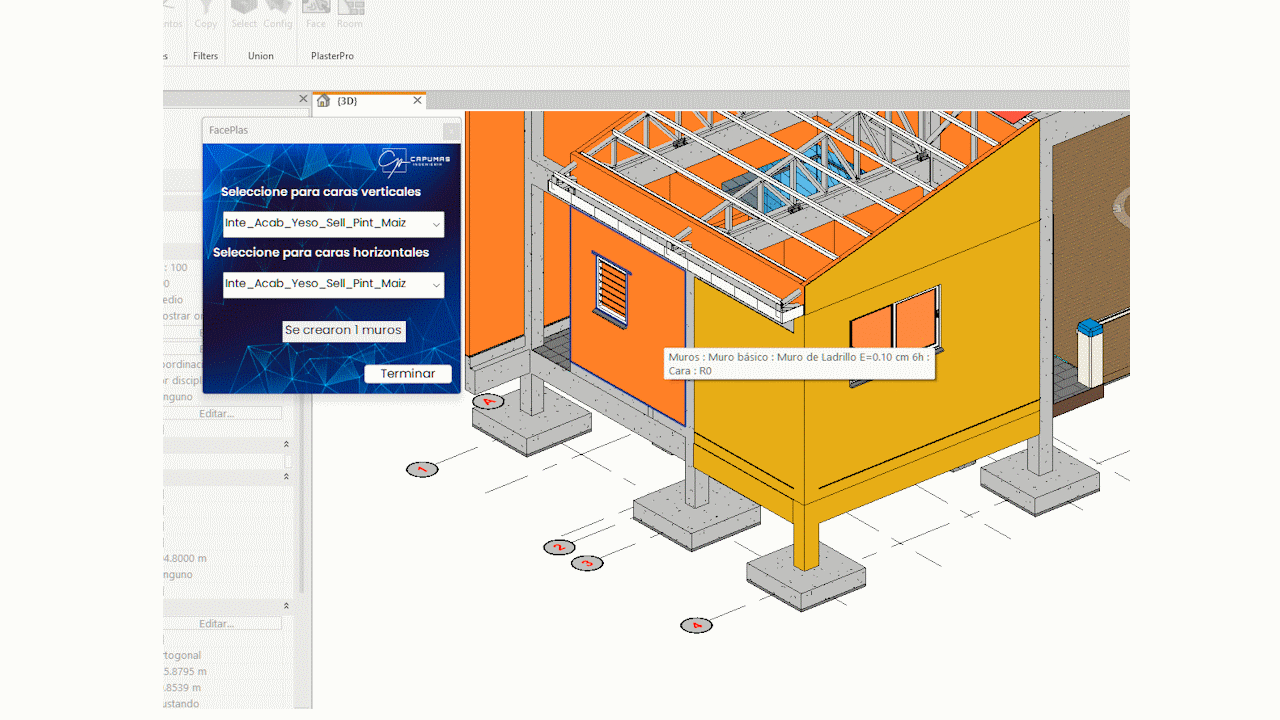 ntos Copy Select Config Face Room
s Filters Union PlasterPro
{3D}
FacePlas
CAPUMAS
INGENIERIA
Seleccione para caras verticales
Inte_Acab_Yeso_Sell_Pint_Maiz
Seleccione para caras horizontales
Inte_Acab_Yeso_Sell_Pint_Maiz
Se crearon 1 muros
Terminar
: 100
0
edio
ostrar or
E
E
oordinac
or discipl
nguno
Editar...
4.8000 m
nguno
Editar...
rtogonal
5.8795 m
.8539 m
ustando
Muros : Muro básico : Muro de Ladrillo E=0.10 cm 6h :
Cara : R0
A
1
2
3
4